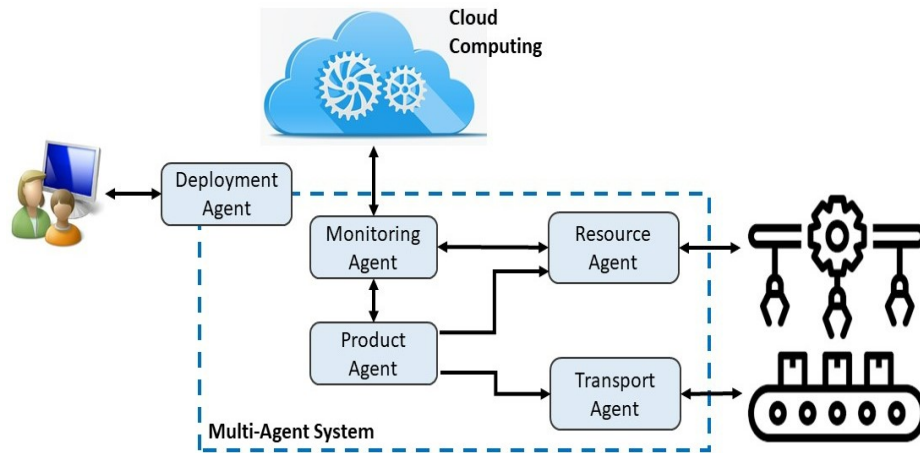 Cloud
Computing
Deployment
Agent
Monitoring
Agent
Resource
Agent
Product
Agent
Transport
Agent
Multi-Agent System